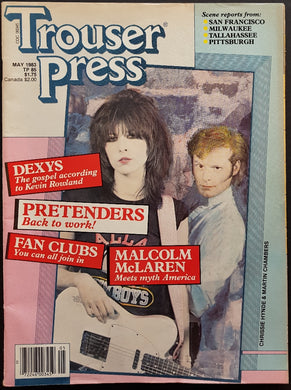 Trouser
Press
®
Scene reports from:
SAN FRANCISCO
MILWAUKEE
TALLAHASSEE
PITTSBURGH
MAY 1983
TP 85
$1.75
Canada $2.00
DEXYS
The gospel according
to Kevin Rowland
PRETENDERS
Back to work!
FAN CLUBS
You can all join in
MALCOLM
McLAREN
Meets myth America
CHRISSIE HYNDE & MARTIN CHAMBERS